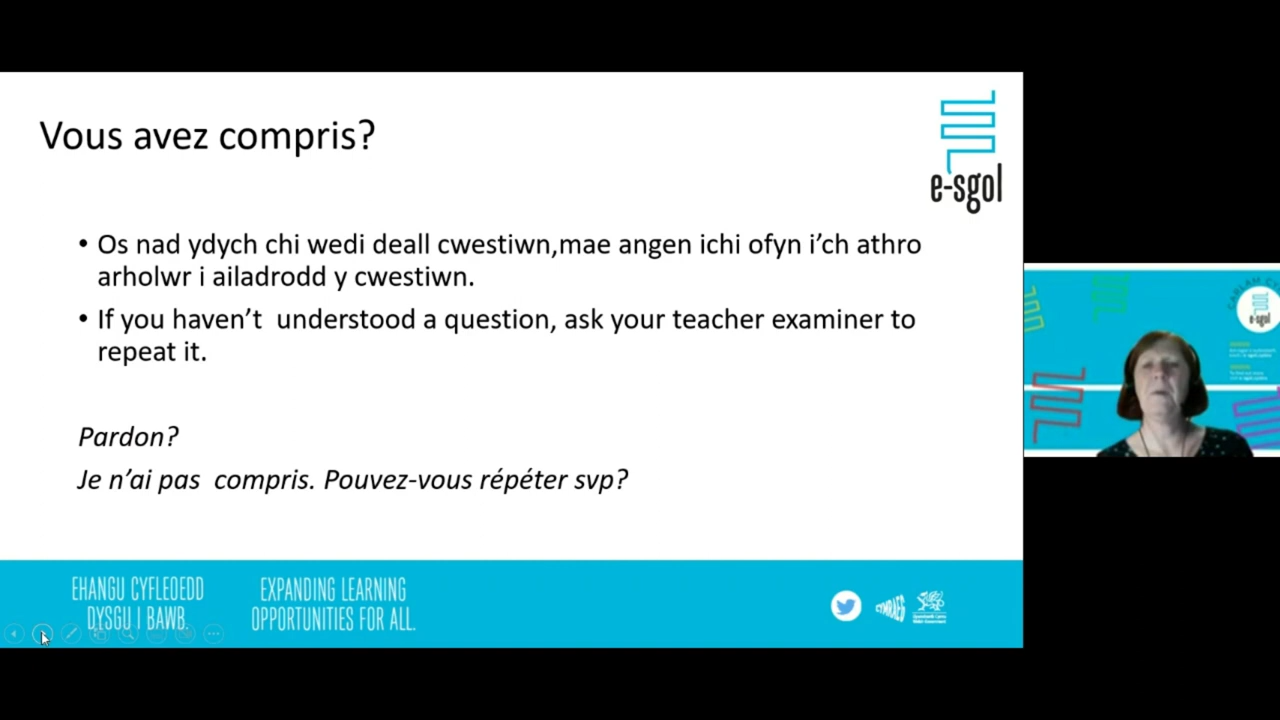 Vous avez compris?
e-sgol
• Os nad ydych chi wedi deall cwestiwn,mae angen ichi ofyn i’ch athro
arholwr i ailadrodd y cwestiwn.
• If you haven’t understood a question, ask your teacher examiner to
repeat it.
Pardon?
Je n’ai pas compris. Pouvez-vous répéter svp?
EHANGU CYFLEOEDD
DYSGU I BAWB.
EXPANDING LEARNING
OPPORTUNITIES FOR ALL.
CYMRAEG
e-sgol